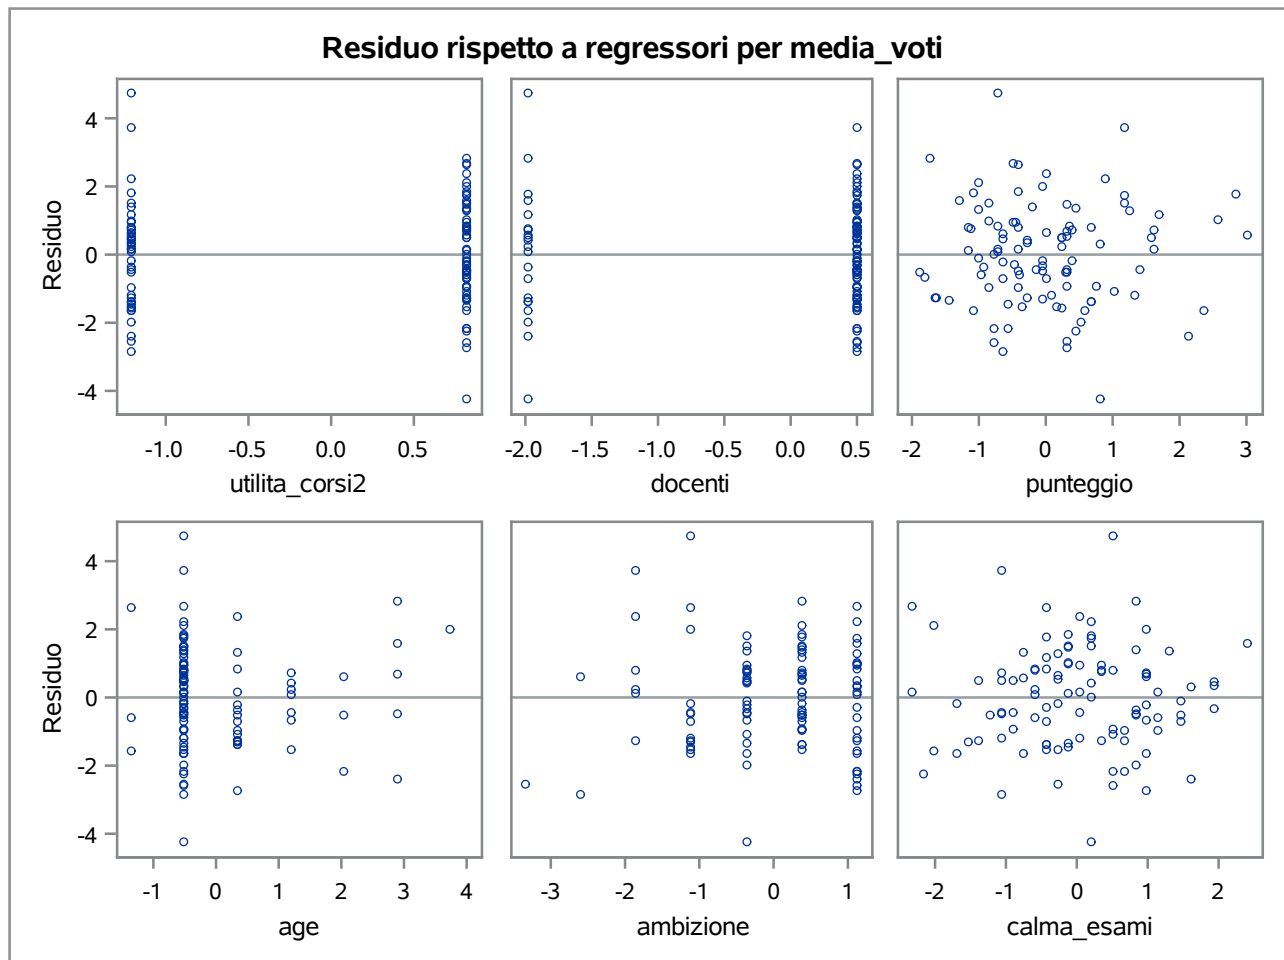 Residuo rispetto a regressori per media_voti
Residuo
4
2
0
-2
-4
-1.0 -0.5 0.0 0.5
utilita_corsi2
-2.0 -1.5 -1.0 -0.5 0.0 0.5
docenti
-2 -1 0 1 2 3
punteggio
Residuo
4
2
0
-2
-4
-1 0 1 2 3 4
age
-3 -2 -1 0 1
ambizione
-2 -1 0 1 2
calma_esami